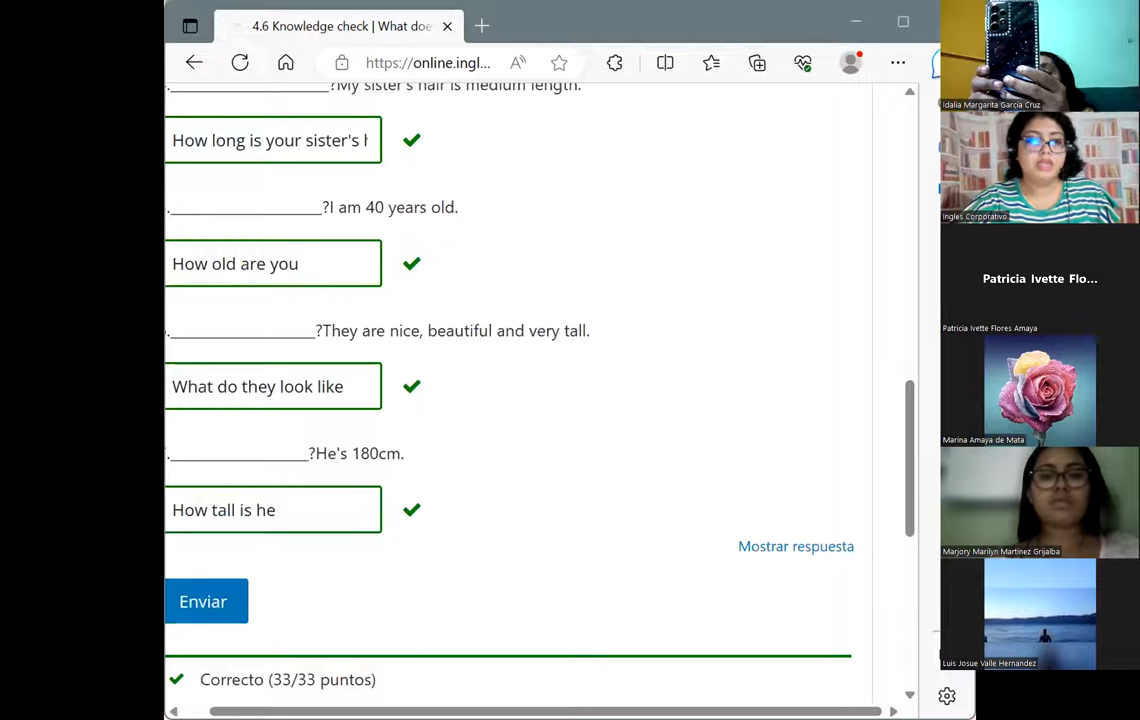 4.6 Knowledge check | What doe
https://online.ingl...
?My sister's hair is medium length.
How long is your sister's h
.__________________?I am 40 years old.
How old are you
._________________?They are nice, beautiful and very tall.
What do they look like
.________________?He's 180cm.
How tall is he
Mostrar respuesta
Enviar
Correcto (33/33 puntos)
Idalia Margarita Garcia Cruz
Ingles Corporativo
Patricia Ivette Flo...
Patricia Ivette Flores Amaya
Marina Amaya de Mata
Marjory Marilyn Martinez Grijalba
Luis Josue Valle Hernandez